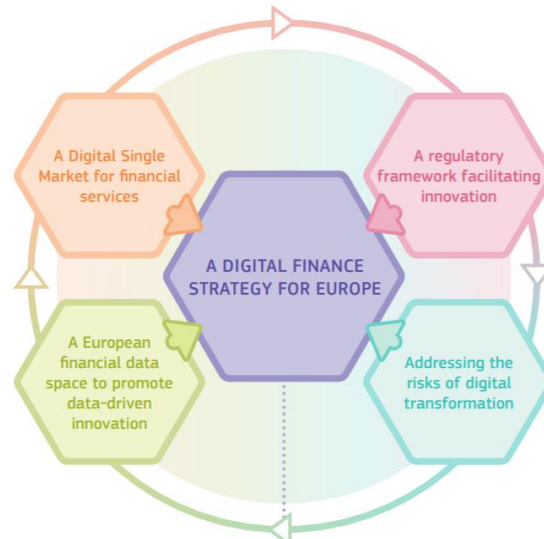 A Digital Single
Market for financial
services
A regulatory
framework facilitating
innovation
A DIGITAL FINANCE
STRATEGY FOR EUROPE
A European
financial data
space to promote
data-driven
innovation
Addressing the
risks of digital
transformation